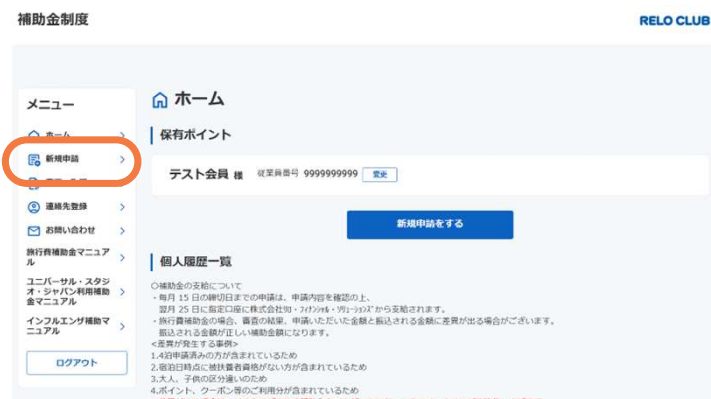 補助金制度
RELO CLUB
メニュー
ホーム
新規申請
連絡先登録
お問い合わせ
旅行費補助金マニュア
ル
ユニバーサル・スタジ
オ・ジャパン利用補助
金マニュアル
インフルエンザ補助マ
ニュアル
ログアウト
ホーム
保有ポイント
テスト会員 様 従業員番号 9999999999 変更
新規申請をする
個人履歴一覧
〇補助金の支給について
・毎月 15 日の締切日までの申請は、申請内容を確認の上、
翌月 25 日に指定口座に株式会社ﾘﾛ・ﾌｨﾅﾝｼｬﾙ・ｿﾘｭｰｼｮﾝｽﾞから支給されます。
・旅行費補助金の場合、審査の結果、申請いただいた金額と振込される金額に差異が出る場合がございます。
振込される金額が正しい補助金額になります。
<差異が発生する事例>
1.4泊申請済みの方が含まれているため
2.宿泊日時点に被扶養者資格がない方が含まれているため
3.大人、子供の区分違いのため
4.ポイント、クーポン等のご利用分が含まれているため